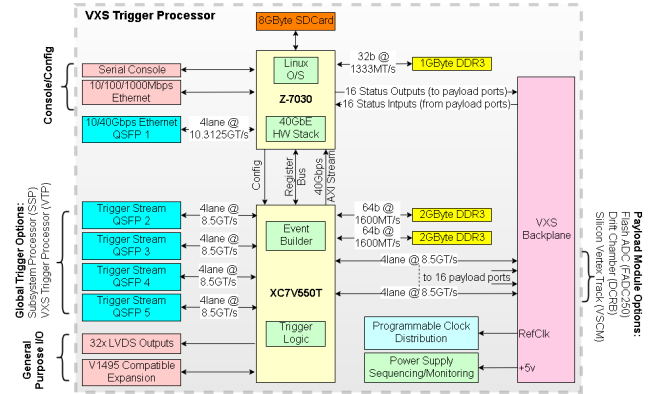 VXS Trigger Processor
8GByte SDCard
Console/Config
Serial Console
10/100/1000Mbps
Ethernet
10/40Gbps Ethernet
QSFP 1
4lane @
10.3125GT/s
Linux
O/S
Z-7030
40GbE
HW Stack
32b @
1333MT/s
1GByte DDR3
16 Status Outputs (to payload ports)
16 Status Intputs (from payload ports)
Config
Register
Bus
40Gbps
AXI Stream
Global Trigger Options:
Subsystem Processor (SSP)
VXS Trigger Processor (VTP)
Trigger Stream
QSFP 2
4lane @
8.5GT/s
Trigger Stream
QSFP 3
4lane @
8.5GT/s
Trigger Stream
QSFP 4
4lane @
8.5GT/s
Trigger Stream
QSFP 5
4lane @
8.5GT/s
Event
Builder
XC7V550T
Trigger
Logic
64b @
1600MT/s
2GByte DDR3
64b @
1600MT/s
2GByte DDR3
4lane @ 8.5GT/s
to 16 payload ports
4lane @ 8.5GT/s
VXS
Backplane
RefClk
+5v
Payload Module Options:
Flash ADC (FADC250)
Drift Chamber (DCRB)
Silicon Vertex Track (VSCM)
General
Purpose I/O
32x LVDS Outputs
V1495 Compatible
Expansion
Programmable Clock
Distribution
Power Supply
Sequencing/Monitoring